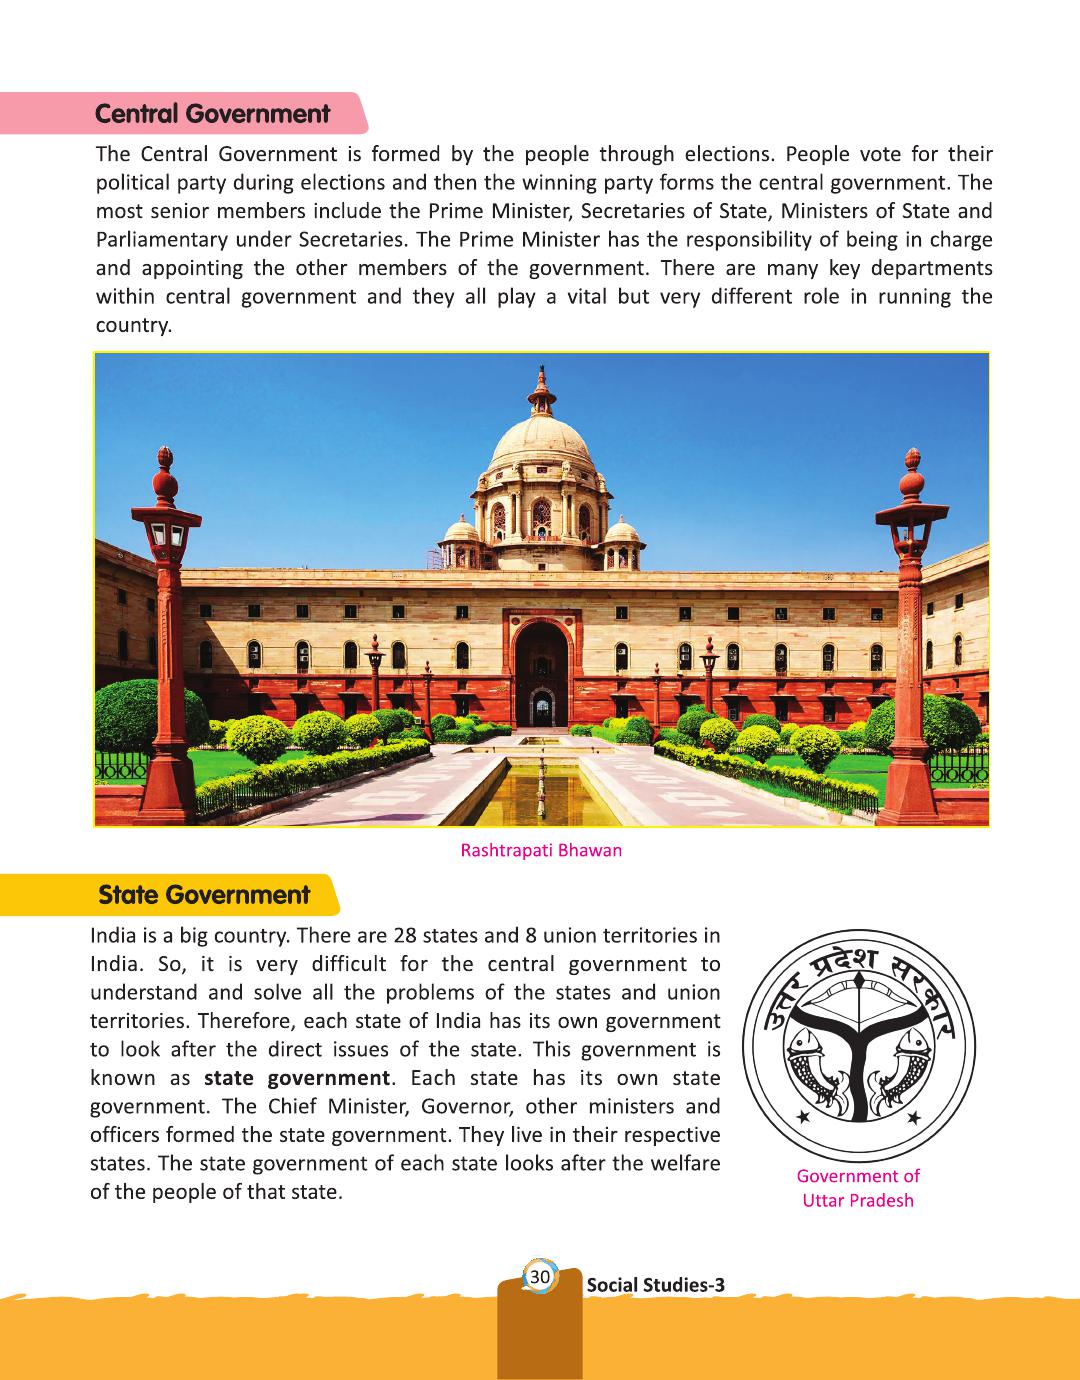 Central Government
The Central Government is formed by the people through elections. People vote for their
political party during elections and then the winning party forms the central government. The
most senior members include the Prime Minister, Secretaries of State, Ministers of State and
Parliamentary under Secretaries. The Prime Minister has the responsibility of being in charge
and appointing the other members of the government. There are many key departments
within central government and they all play a vital but very different role in running the
country.
Rashtrapati Bhawan
State Government
India is a big country. There are 28 states and 8 union territories in
India. So, it is very difficult for the central government to
understand and solve all the problems of the states and union
territories. Therefore, each state of India has its own government
to look after the direct issues of the state. This government is
known as state government. Each state has its own state
government. The Chief Minister, Governor, other ministers and
officers formed the state government. They live in their respective
states. The state government of each state looks after the welfare
of the people of that state.
उत्तर प्रदेश सरकार
Government of
Uttar Pradesh
30
Social Studies-3